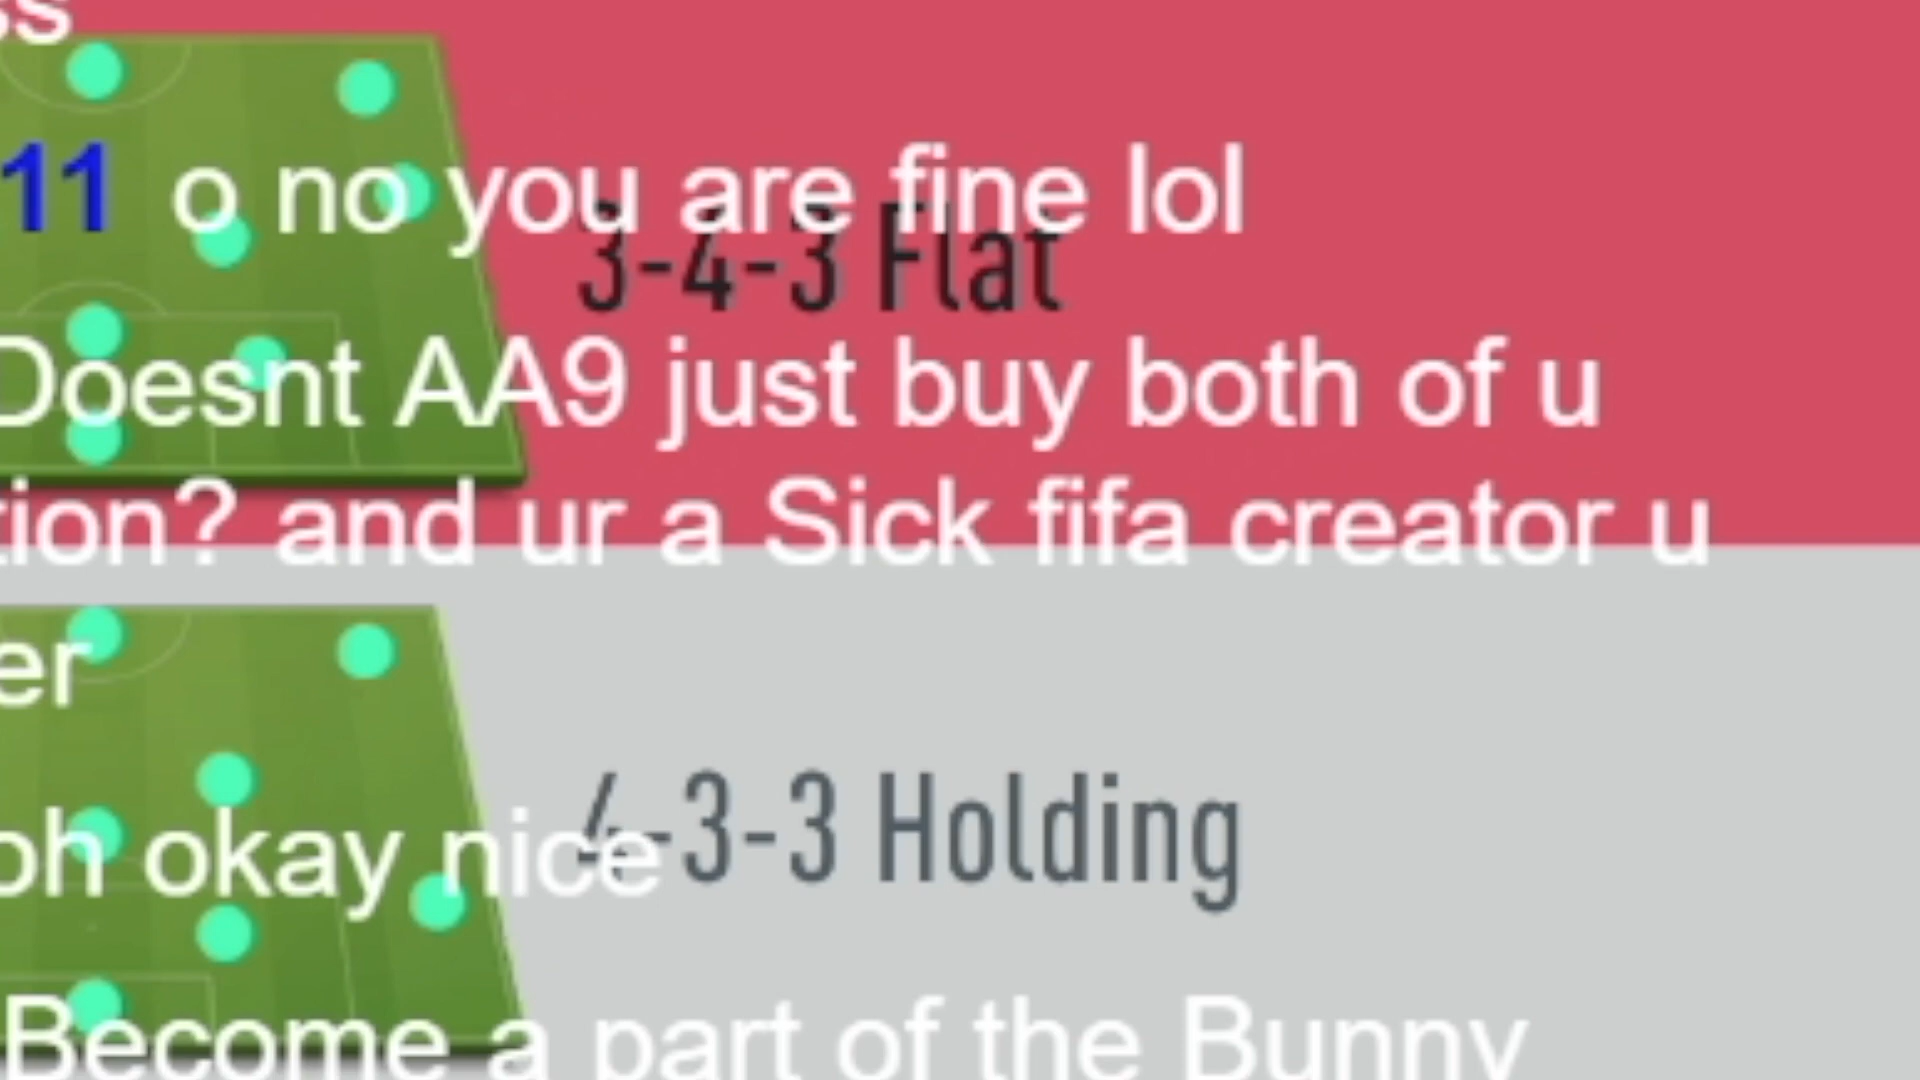 ss
11 o no you are fine lol
3-4-3 Flat
Doesnt AA9 just buy both of u
tion? and ur a Sick fifa creator u
er
oh okay nice
4-3-3 Holding
Become a part of the Bunny